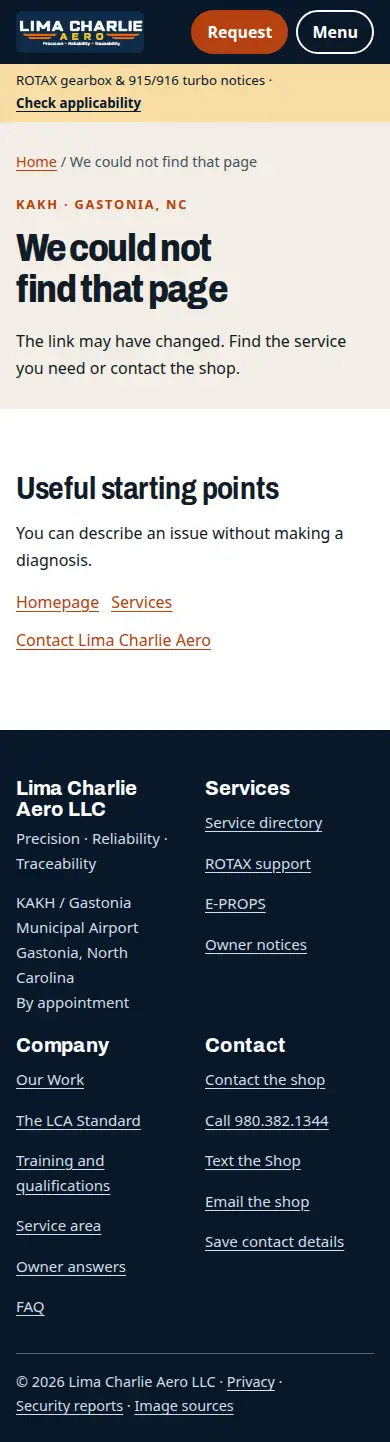 LIMA CHARLIE
AERO
Precision • Reliability • Traceability
Request
Menu
ROTAX gearbox & 915/916 turbo notices ·
Check applicability
Home / We could not find that page
KAKH · GASTONIA, NC
We could not
find that page
The link may have changed. Find the service
you need or contact the shop.
Useful starting points
You can describe an issue without making a
diagnosis.
Homepage Services
Contact Lima Charlie Aero
Lima Charlie
Aero LLC
Precision · Reliability ·
Traceability
KAKH / Gastonia
Municipal Airport
Gastonia, North
Carolina
By appointment
Services
Service directory
ROTAX support
E-PROPS
Owner notices
Company
Our Work
The LCA Standard
Training and
qualifications
Service area
Owner answers
FAQ
Contact
Contact the shop
Call 980.382.1344
Text the Shop
Email the shop
Save contact details
© 2026 Lima Charlie Aero LLC · Privacy ·
Security reports · Image sources